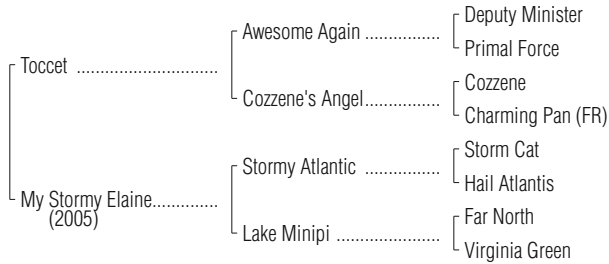 Deputy Minister
Awesome Again ................
Primal Force
Toccet ..............................
Cozzene
Cozzene's Angel................
Charming Pan (FR)
Storm Cat
Stormy Atlantic ................
Hail Atlantis
My Stormy Elaine..............
(2005)
Far North
Lake Minipi ......................
Virginia Green